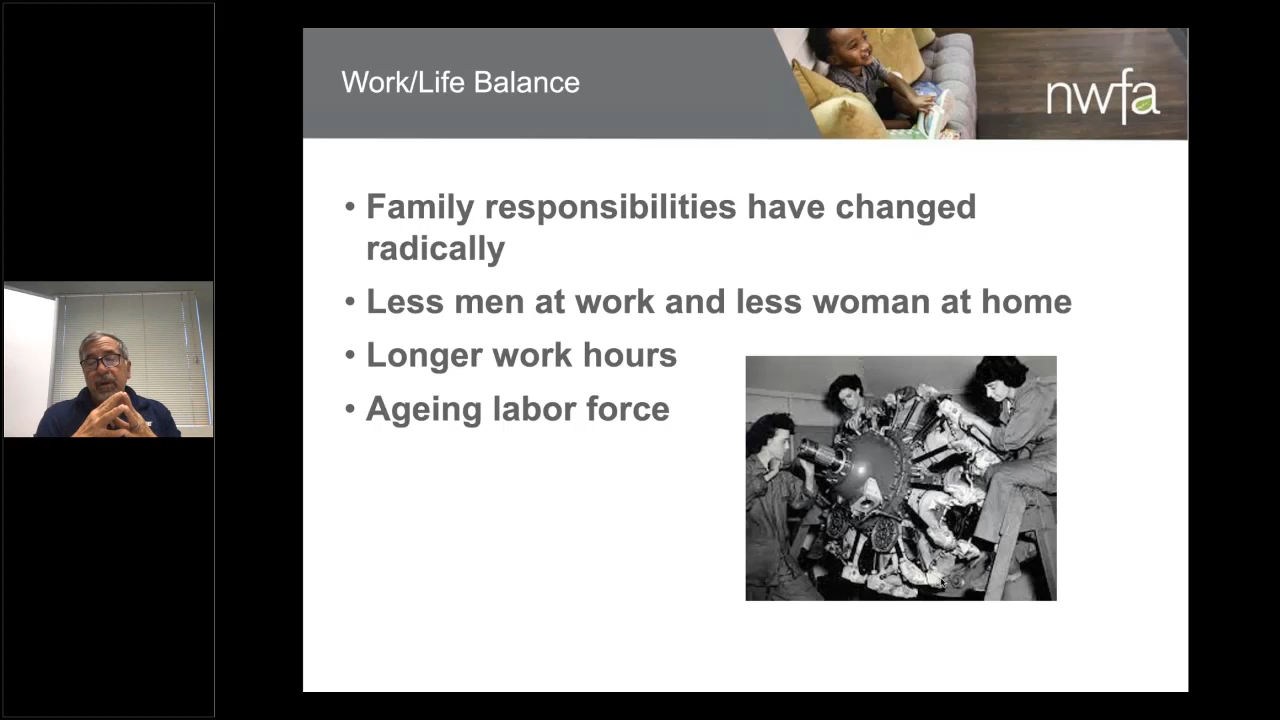 Work/Life Balance
nwfa
• Family responsibilities have changed
radically
• Less men at work and less woman at home
• Longer work hours
• Ageing labor force